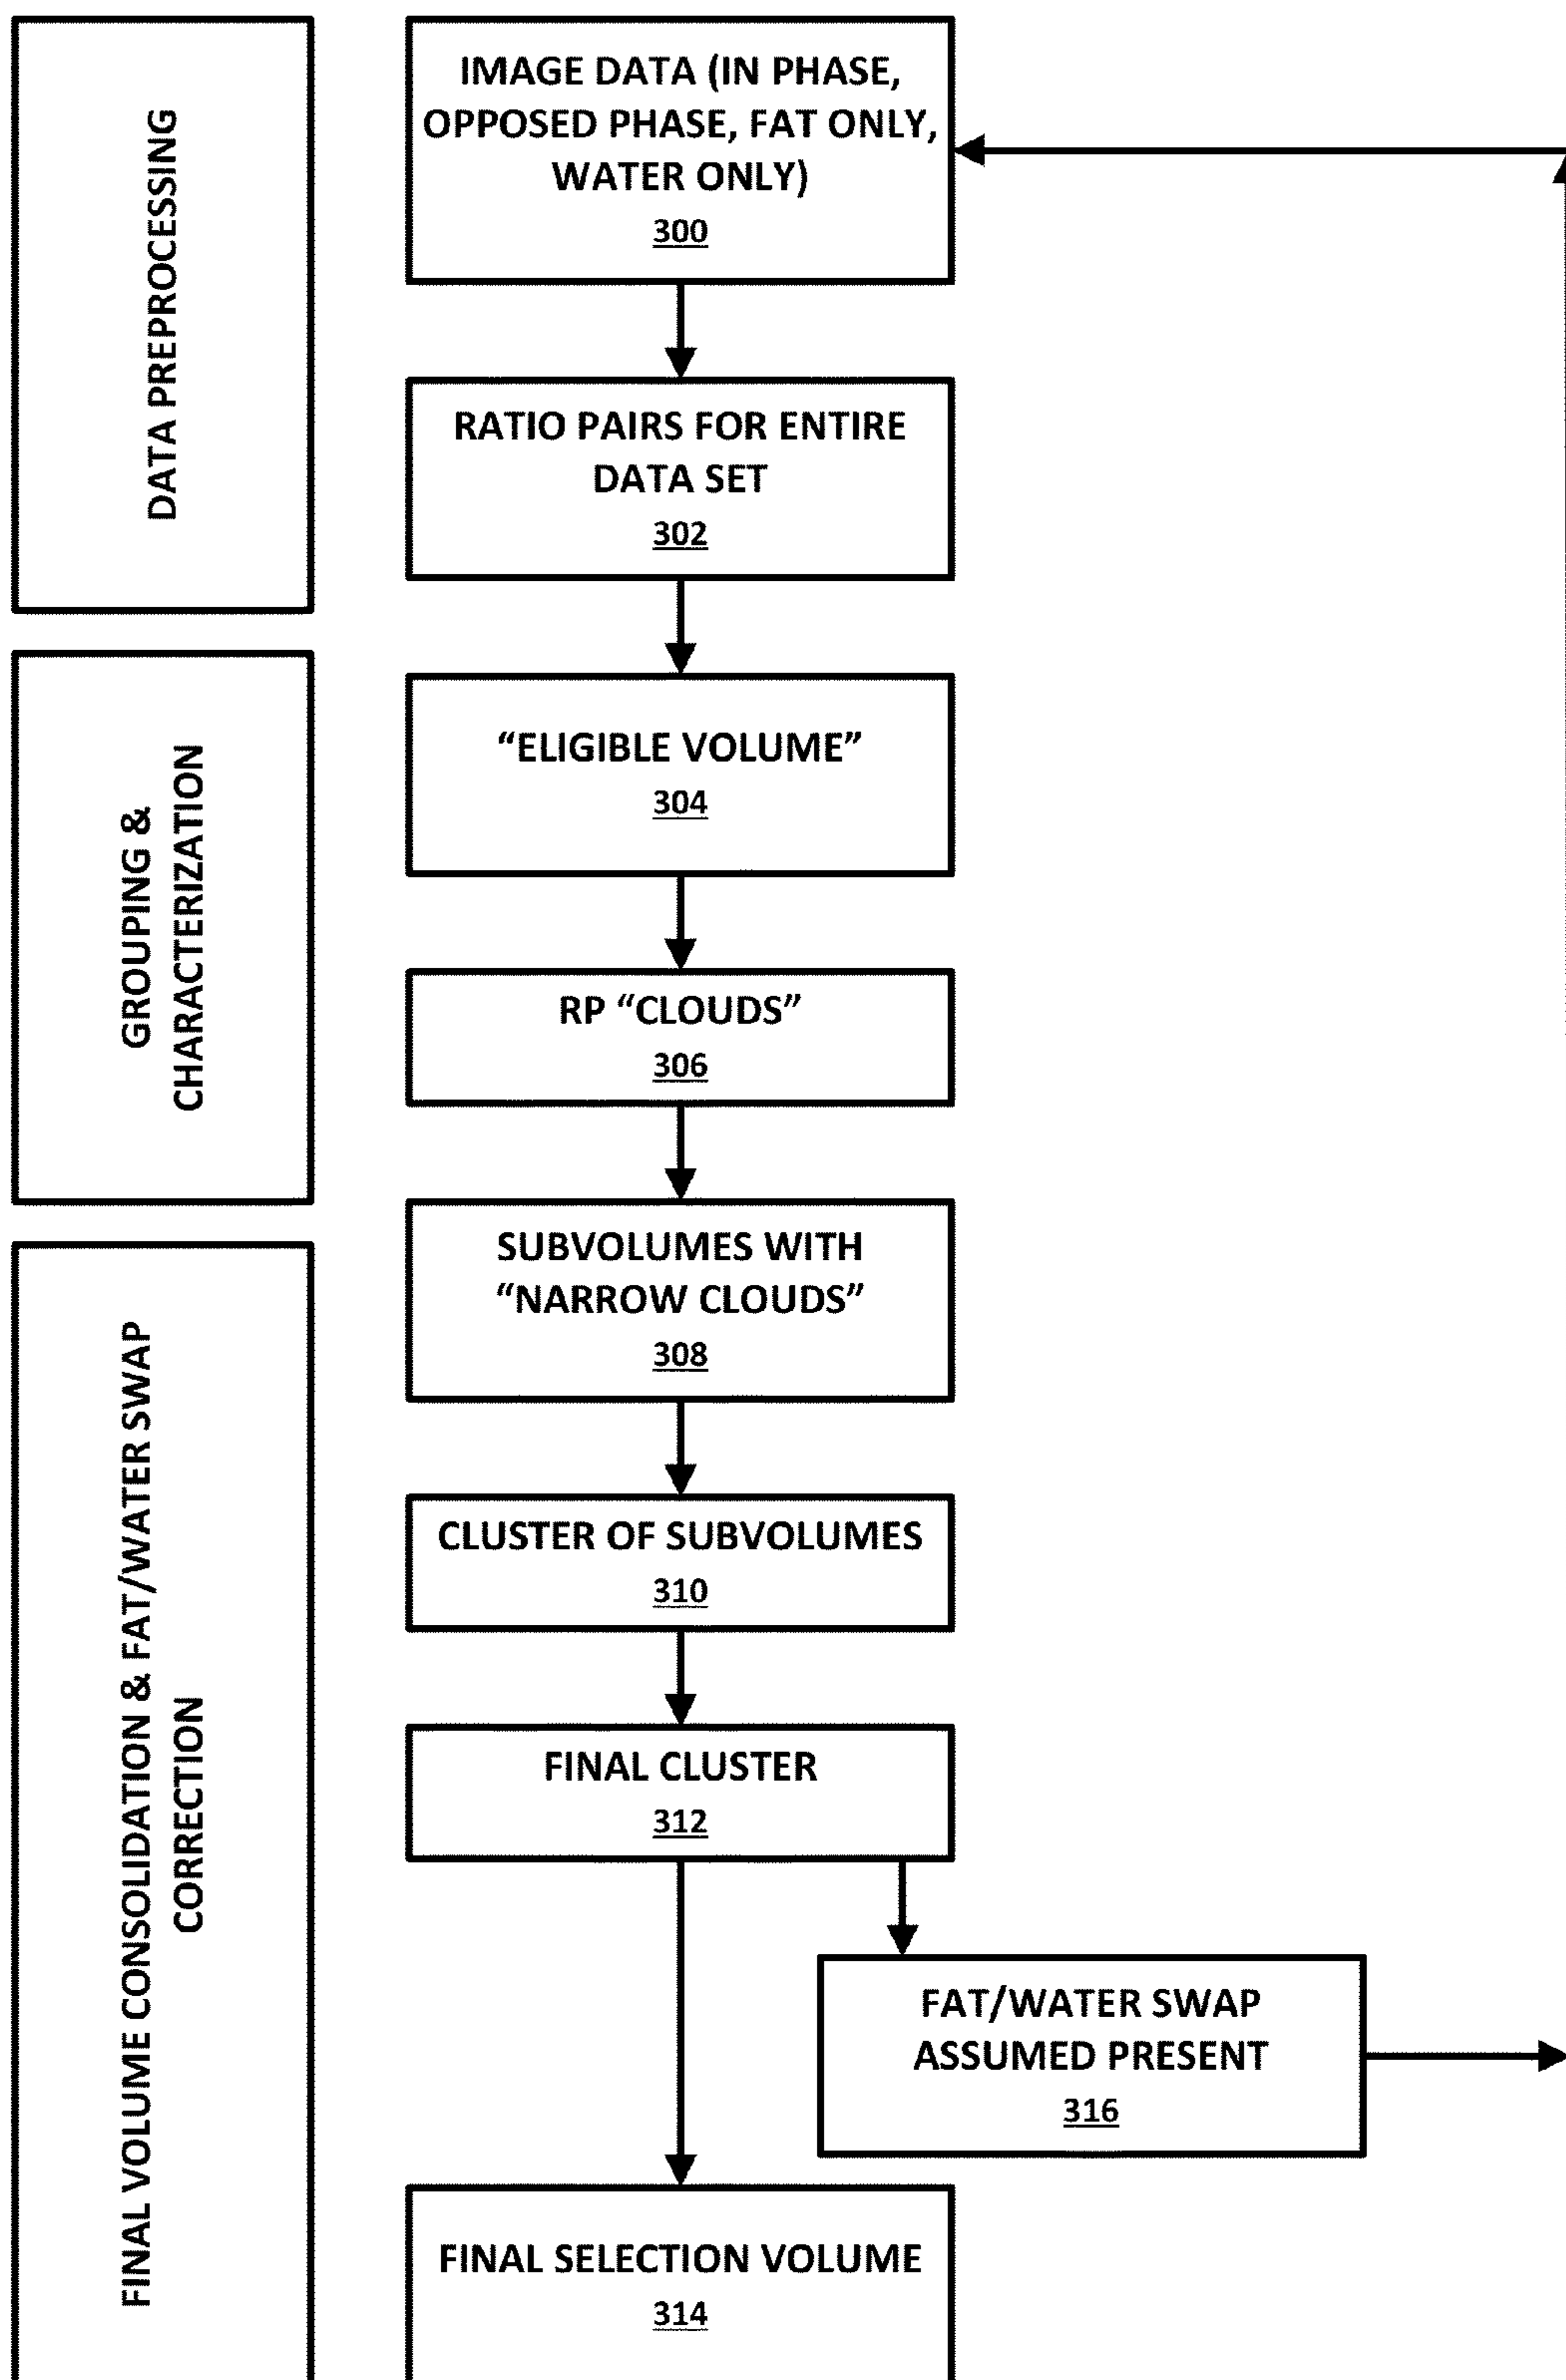 DATA PREPROCESSING
IMAGE DATA (IN PHASE,
OPPOSED PHASE, FAT ONLY,
WATER ONLY)
300
RATIO PAIRS FOR ENTIRE
DATA SET
302
GROUPING &
CHARACTERIZATION
“ELIGIBLE VOLUME”
304
RP “CLOUDS”
306
SUBVOLUMES WITH
“NARROW CLOUDS”
308
FINAL VOLUME CONSOLIDATION & FAT/WATER SWAP
CORRECTION
CLUSTER OF SUBVOLUMES
310
FINAL CLUSTER
312
FAT/WATER SWAP
ASSUMED PRESENT
316
FINAL SELECTION VOLUME
314